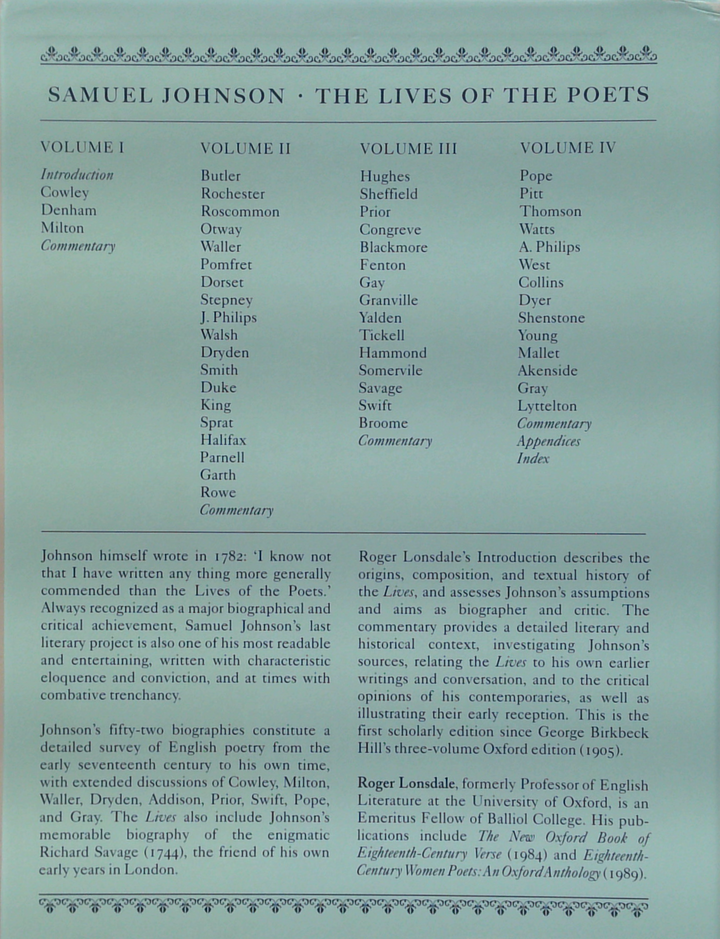 SAMUEL JOHNSON · THE LIVES OF THE POETS
VOLUME I
Introduction
Cowley
Denham
Milton
Commentary
VOLUME II
Butler
Rochester
Roscommon
Otway
Waller
Pomfret
Dorset
Stepney
J. Philips
Walsh
Dryden
Smith
Duke
King
Sprat
Halifax
Parnell
Garth
Rowe
Commentary
VOLUME III
Hughes
Sheffield
Prior
Congreve
Blackmore
Fenton
Gay
Granville
Yalden
Tickell
Hammond
Somervile
Savage
Swift
Broome
Commentary
VOLUME IV
Pope
Pitt
Thomson
Watts
A. Philips
West
Collins
Dyer
Shenstone
Young
Mallet
Akenside
Gray
Lyttelton
Commentary
Appendices
Index
Johnson himself wrote in 1782: ‘I know not
that I have written any thing more generally
commended than the Lives of the Poets.’
Always recognized as a major biographical and
critical achievement, Samuel Johnson's last
literary project is also one of his most readable
and entertaining, written with characteristic
eloquence and conviction, and at times with
combative trenchancy.
Johnson's fifty-two biographies constitute a
detailed survey of English poetry from the
early seventeenth century to his own time,
with extended discussions of Cowley, Milton,
Waller, Dryden, Addison, Prior, Swift, Pope,
and Gray. The Lives also include Johnson's
memorable biography of the enigmatic
Richard Savage (1744), the friend of his own
early years in London.
Roger Lonsdale's Introduction describes the
origins, composition, and textual history of
the Lives, and assesses Johnson's assumptions
and aims as biographer and critic. The
commentary provides a detailed literary and
historical context, investigating Johnson's
sources, relating the Lives to his own earlier
writings and conversation, and to the critical
opinions of his contemporaries, as well as
illustrating their early reception. This is the
first scholarly edition since George Birkbeck
Hill's three-volume Oxford edition (1905).
Roger Lonsdale, formerly Professor of English
Literature at the University of Oxford, is an
Emeritus Fellow of Balliol College. His pub-
lications include The New Oxford Book of
Eighteenth-Century Verse (1984) and Eighteenth-
Century Women Poets: An Oxford Anthology (1989).